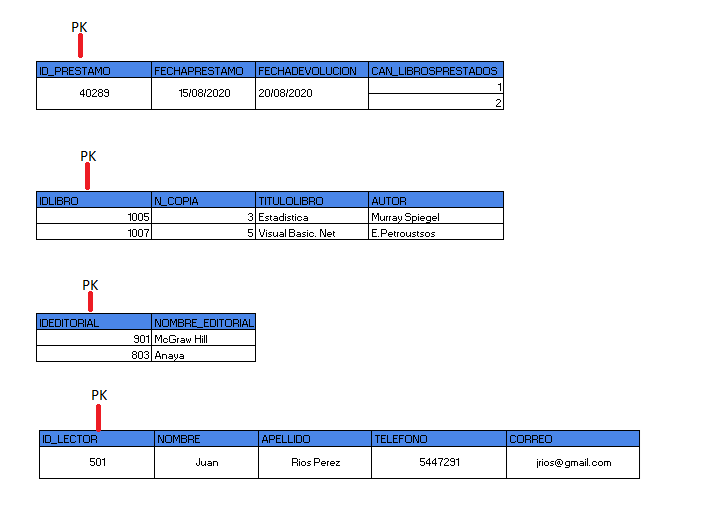 PK
ID_PRESTAMO FECHAPRESTAMO FECHADEVOLUCION CAN_LIBROSPRESTADOS
40289 15/08/2020 20/08/2020 1
2
PK
IDLIBRO N_COPIA TITULOLIBRO AUTOR
1005 3 Estadistica Murray Spiegel
1007 5 Visual Basic. Net E.Petroustsos
PK
IDEDITORIAL NOMBRE_EDITORIAL
901 McGraw Hill
803 Anaya
PK
ID_LECTOR NOMBRE APELLIDO TELEFONO CORREO
501 Juan Rios Perez 5447291 jrios@gmail.com